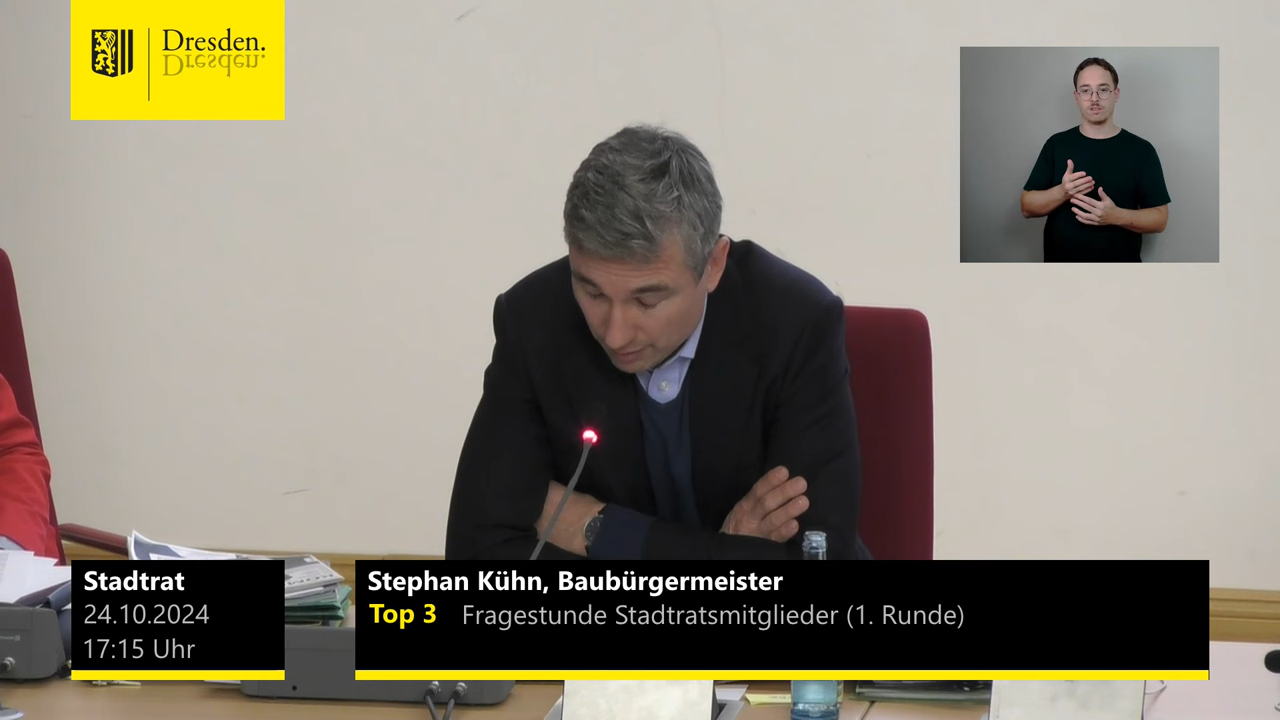 Dresden.
Dresden.
Stadtrat
24.10.2024
17:15 Uhr
Stephan Kühn, Baubürgermeister
Top 3 Fragestunde Stadtratsmitglieder (1. Runde)